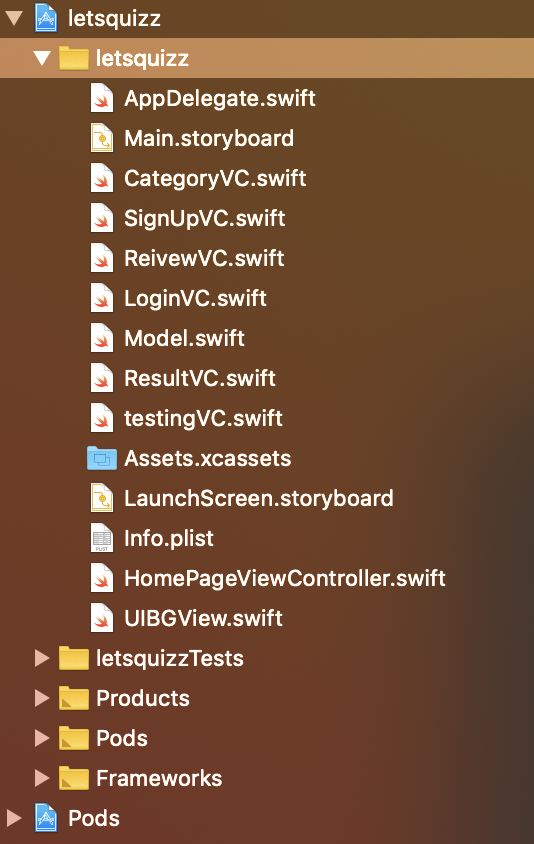 letsquizz
letsquizz
AppDelegate.swift
Main.storyboard
CategoryVC.swift
SignUpVC.swift
ReivewVC.swift
LoginVC.swift
Model.swift
ResultVC.swift
testingVC.swift
Assets.xcassets
LaunchScreen.storyboard
PLIST Info.plist
HomePageViewController.swift
UIBGView.swift
letsquizzTests
Products
Pods
Frameworks
Pods